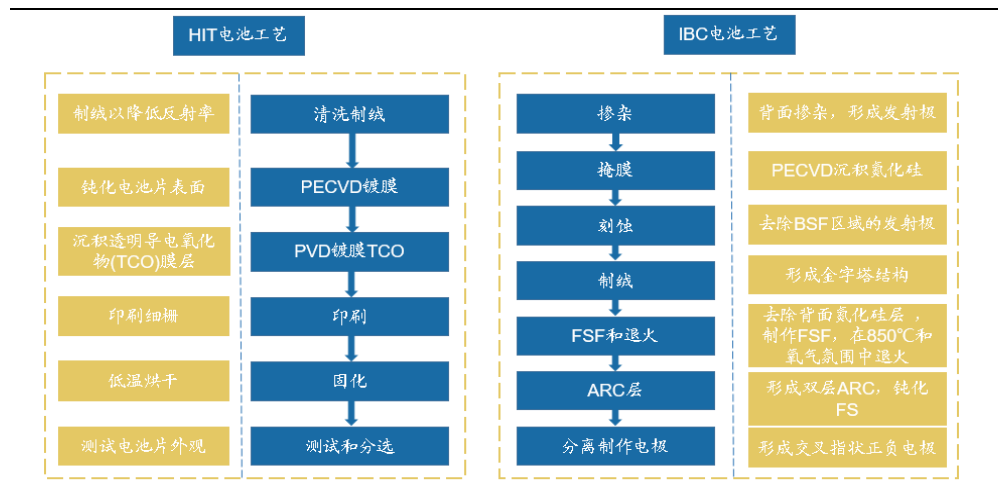 HIT电池工艺
IBC电池工艺
制绒以降低反射率
清洗制绒
钝化电池片表面
PECVD镀膜
沉积透明导电氧化
物(TCO)膜层
PVD镀膜TCO
印刷细栅
印刷
低温烘干
固化
测试电池片外观
测试和分选
掺杂
背面掺杂，形成发射极
掩膜
PECVD沉积氮化硅
刻蚀
去除BSF区域的发射极
制绒
形成金字塔结构
FSF和退火
去除背面氮化硅层，
制作FSF，在850℃和
氧气氛围中退火
ARC层
形成双层ARC，钝化
FS
分离制作电极
形成交叉指状正负电极